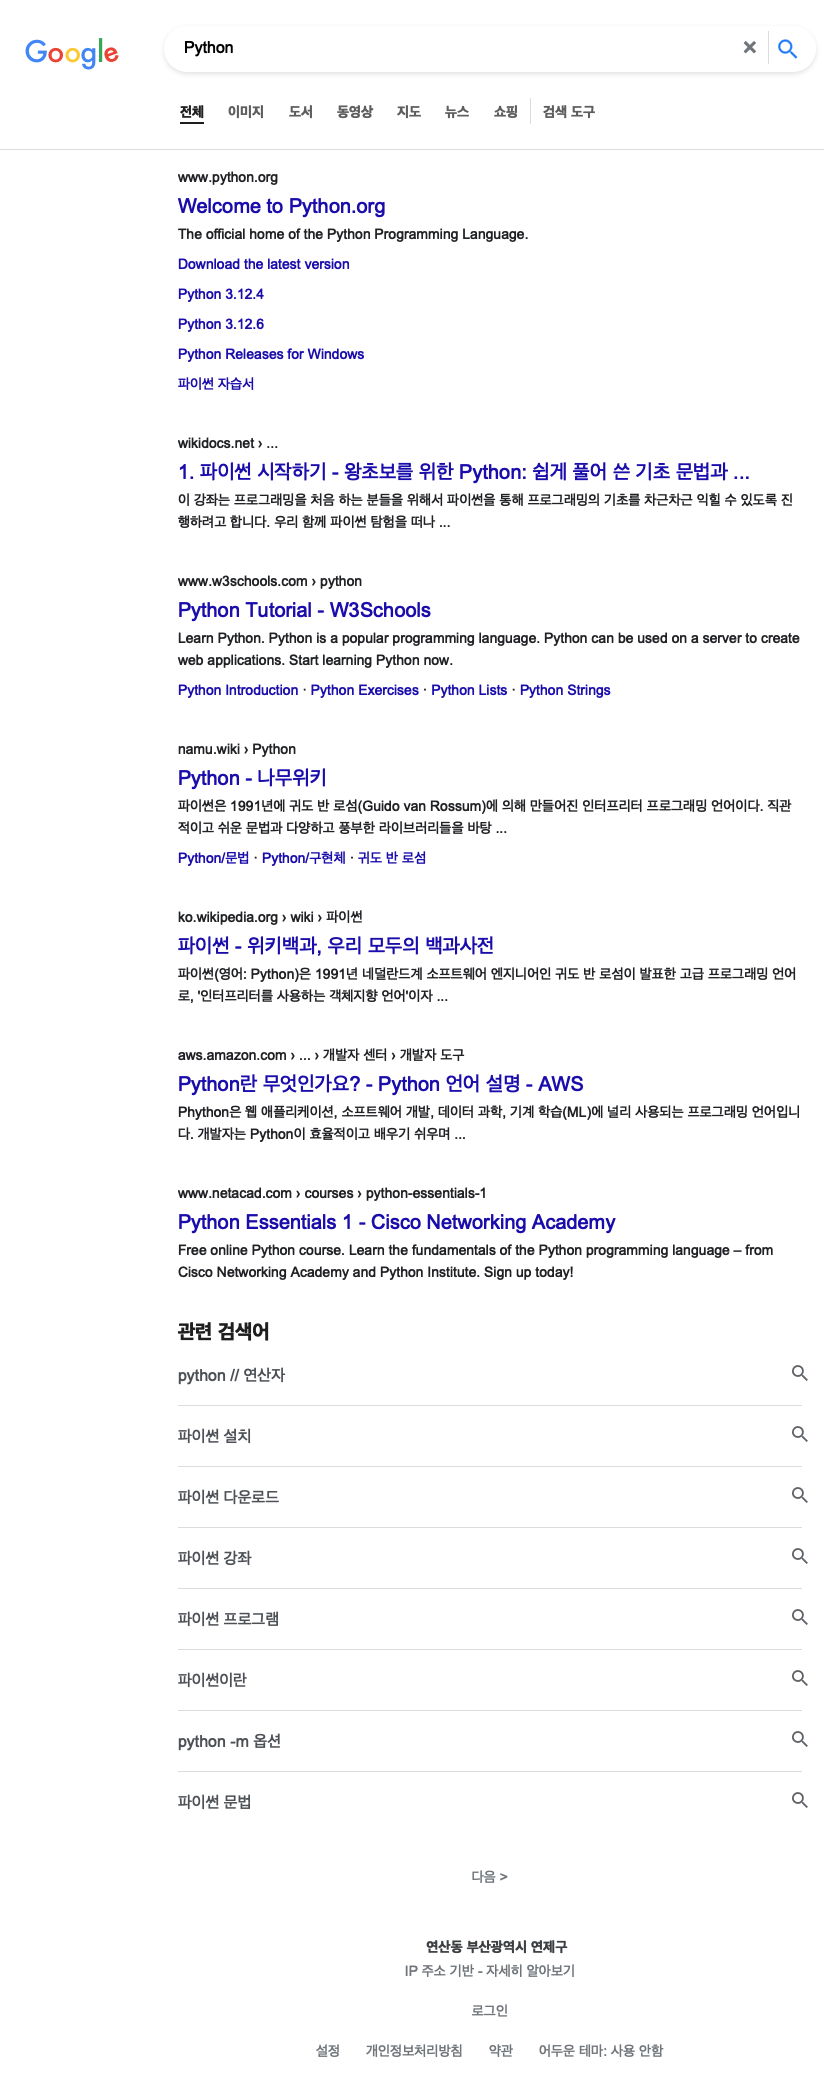 Google
Python
전체 이미지 도서 동영상 지도 뉴스 쇼핑 검색 도구
www.python.org
Welcome to Python.org
The official home of the Python Programming Language.
Download the latest version
Python 3.12.4
Python 3.12.6
Python Releases for Windows
파이썬 자습서
wikidocs.net › ...
1. 파이썬 시작하기 - 왕초보를 위한 Python: 쉽게 풀어 쓴 기초 문법과 ...
이 강좌는 프로그래밍을 처음 하는 분들을 위해서 파이썬을 통해 프로그래밍의 기초를 차근차근 익힐 수 있도록 진
행하려고 합니다. 우리 함께 파이썬 탐험을 떠나 ...
www.w3schools.com › python
Python Tutorial - W3Schools
Learn Python. Python is a popular programming language. Python can be used on a server to create
web applications. Start learning Python now.
Python Introduction · Python Exercises · Python Lists · Python Strings
namu.wiki › Python
Python - 나무위키
파이썬은 1991년에 귀도 반 로섬(Guido van Rossum)에 의해 만들어진 인터프리터 프로그래밍 언어이다. 직관
적이고 쉬운 문법과 다양하고 풍부한 라이브러리들을 바탕 ...
Python/문법 · Python/구현체 · 귀도 반 로섬
ko.wikipedia.org › wiki › 파이썬
파이썬 - 위키백과, 우리 모두의 백과사전
파이썬(영어: Python)은 1991년 네덜란드계 소프트웨어 엔지니어인 귀도 반 로섬이 발표한 고급 프로그래밍 언어
로, '인터프리터를 사용하는 객체지향 언어'이자 ...
aws.amazon.com › ... › 개발자 센터 › 개발자 도구
Python란 무엇인가요? - Python 언어 설명 - AWS
Phython은 웹 애플리케이션, 소프트웨어 개발, 데이터 과학, 기계 학습(ML)에 널리 사용되는 프로그래밍 언어입니
다. 개발자는 Python이 효율적이고 배우기 쉬우며 ...
www.netacad.com › courses › python-essentials-1
Python Essentials 1 - Cisco Networking Academy
Free online Python course. Learn the fundamentals of the Python programming language – from
Cisco Networking Academy and Python Institute. Sign up today!
관련 검색어
python // 연산자
파이썬 설치
파이썬 다운로드
파이썬 강좌
파이썬 프로그램
파이썬이란
python -m 옵션
파이썬 문법
다음 >
연산동 부산광역시 연제구
IP 주소 기반 - 자세히 알아보기
로그인
설정 개인정보처리방침 약관 어두운 테마: 사용 안함